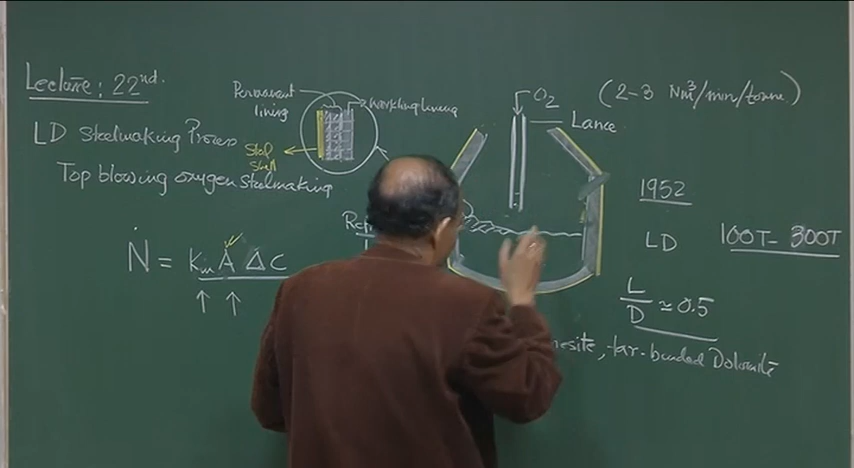 Lecture: 22nd.
LD Steelmaking Process
Top blowing oxygen steelmaking
Permanent
lining
working lining
Steel
Shell
O2
Lance
(2-3 Nm³/min/tonne)
Ṅ = km A ΔC
1952
LD 100T - 300T
L/D ≃ 0.5
tar-bonded Dolomite